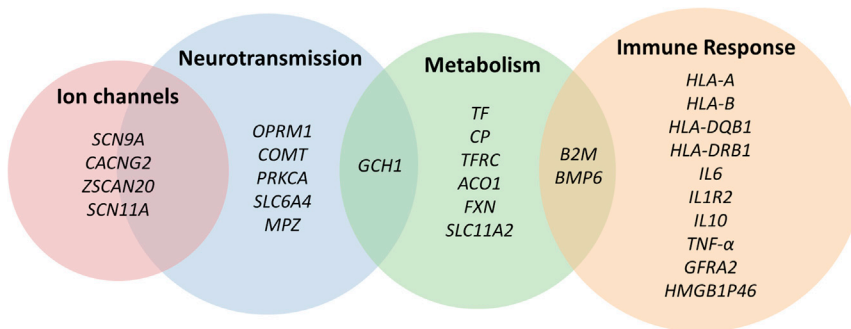 Ion channels
SCN9A
CACNG2
ZSCAN20
SCN11A
Neurotransmission
OPRM1
COMT
PRKCA
SLC6A4
MPZ
GCH1
Metabolism
TF
CP
TFRC
ACO1
FXN
SLC11A2
B2M
BMP6
Immune Response
HLA-A
HLA-B
HLA-DQB1
HLA-DRB1
IL6
IL1R2
IL10
TNF-α
GFRA2
HMGB1P46